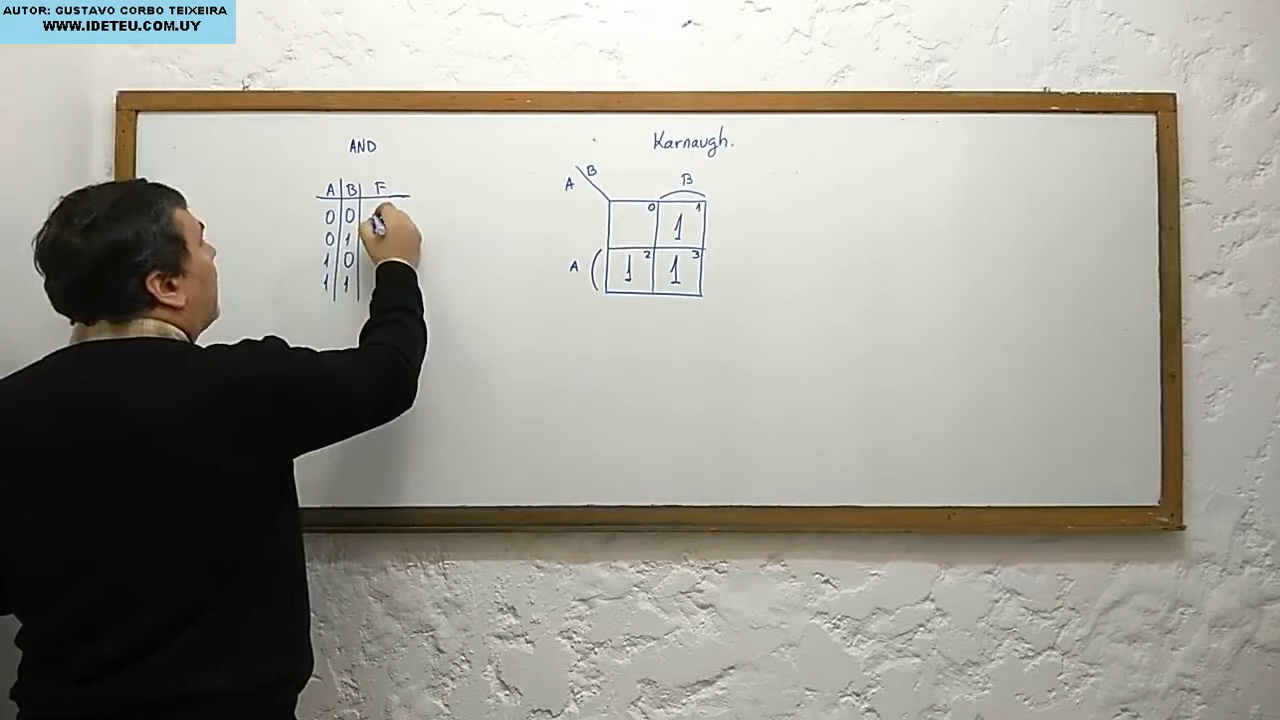 AUTOR: GUSTAVO CORBO TEIXEIRA
WWW.IDETEU.COM.UY
AND
A B F
0 0
0 1
1 0
1 1
Karnaugh.
A B
B
0 1
1
A
2 3
1 1